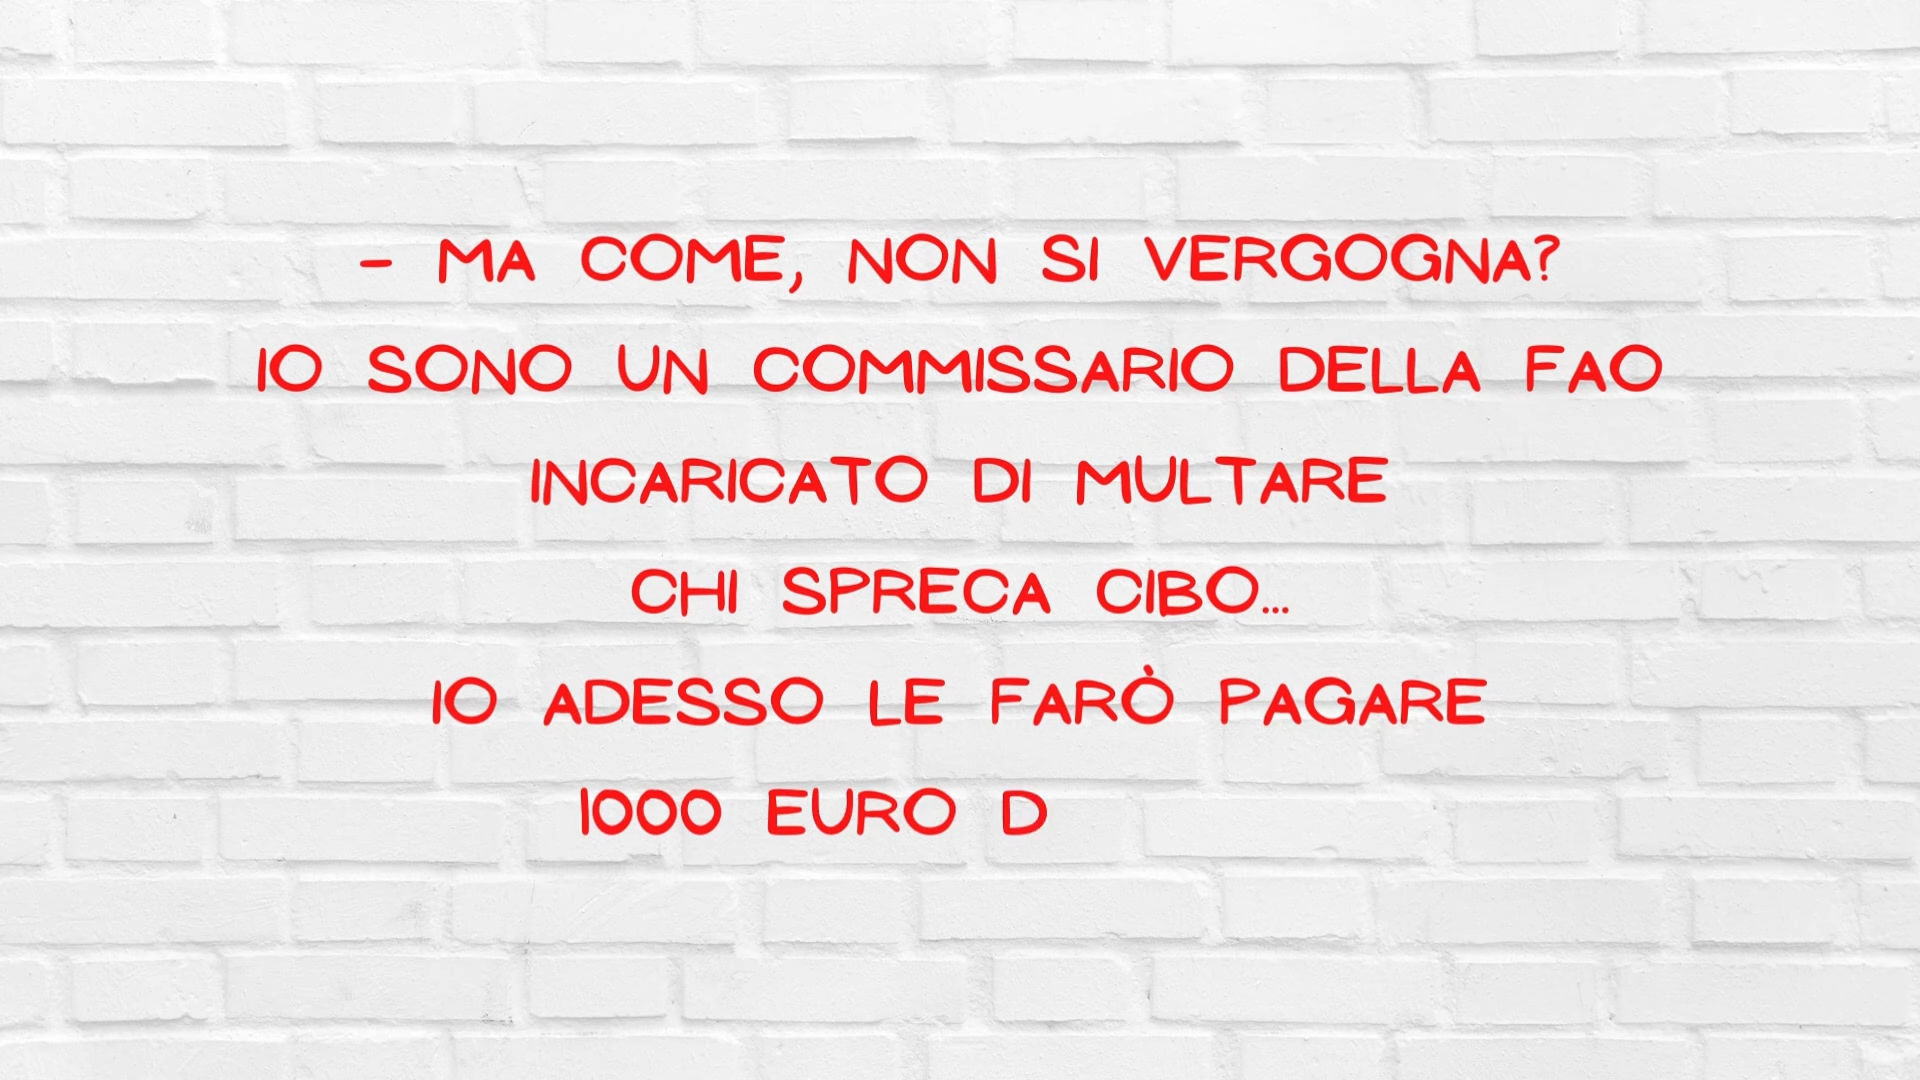 - MA COME, NON SI VERGOGNA?
IO SONO UN COMMISSARIO DELLA FAO
INCARICATO DI MULTARE
CHI SPRECA CIBO...
IO ADESSO LE FARÒ PAGARE
1000 EURO D